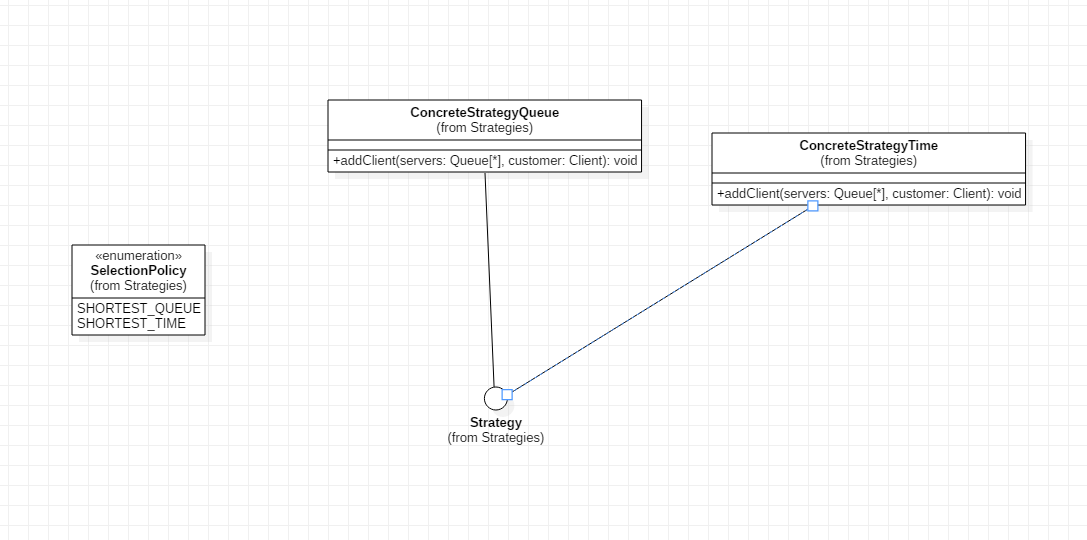 ConcreteStrategyQueue
(from Strategies)
+addClient(servers: Queue[*], customer: Client): void
ConcreteStrategyTime
(from Strategies)
+addClient(servers: Queue[*], customer: Client): void
«enumeration»
SelectionPolicy
(from Strategies)
SHORTEST_QUEUE
SHORTEST_TIME
Strategy
(from Strategies)